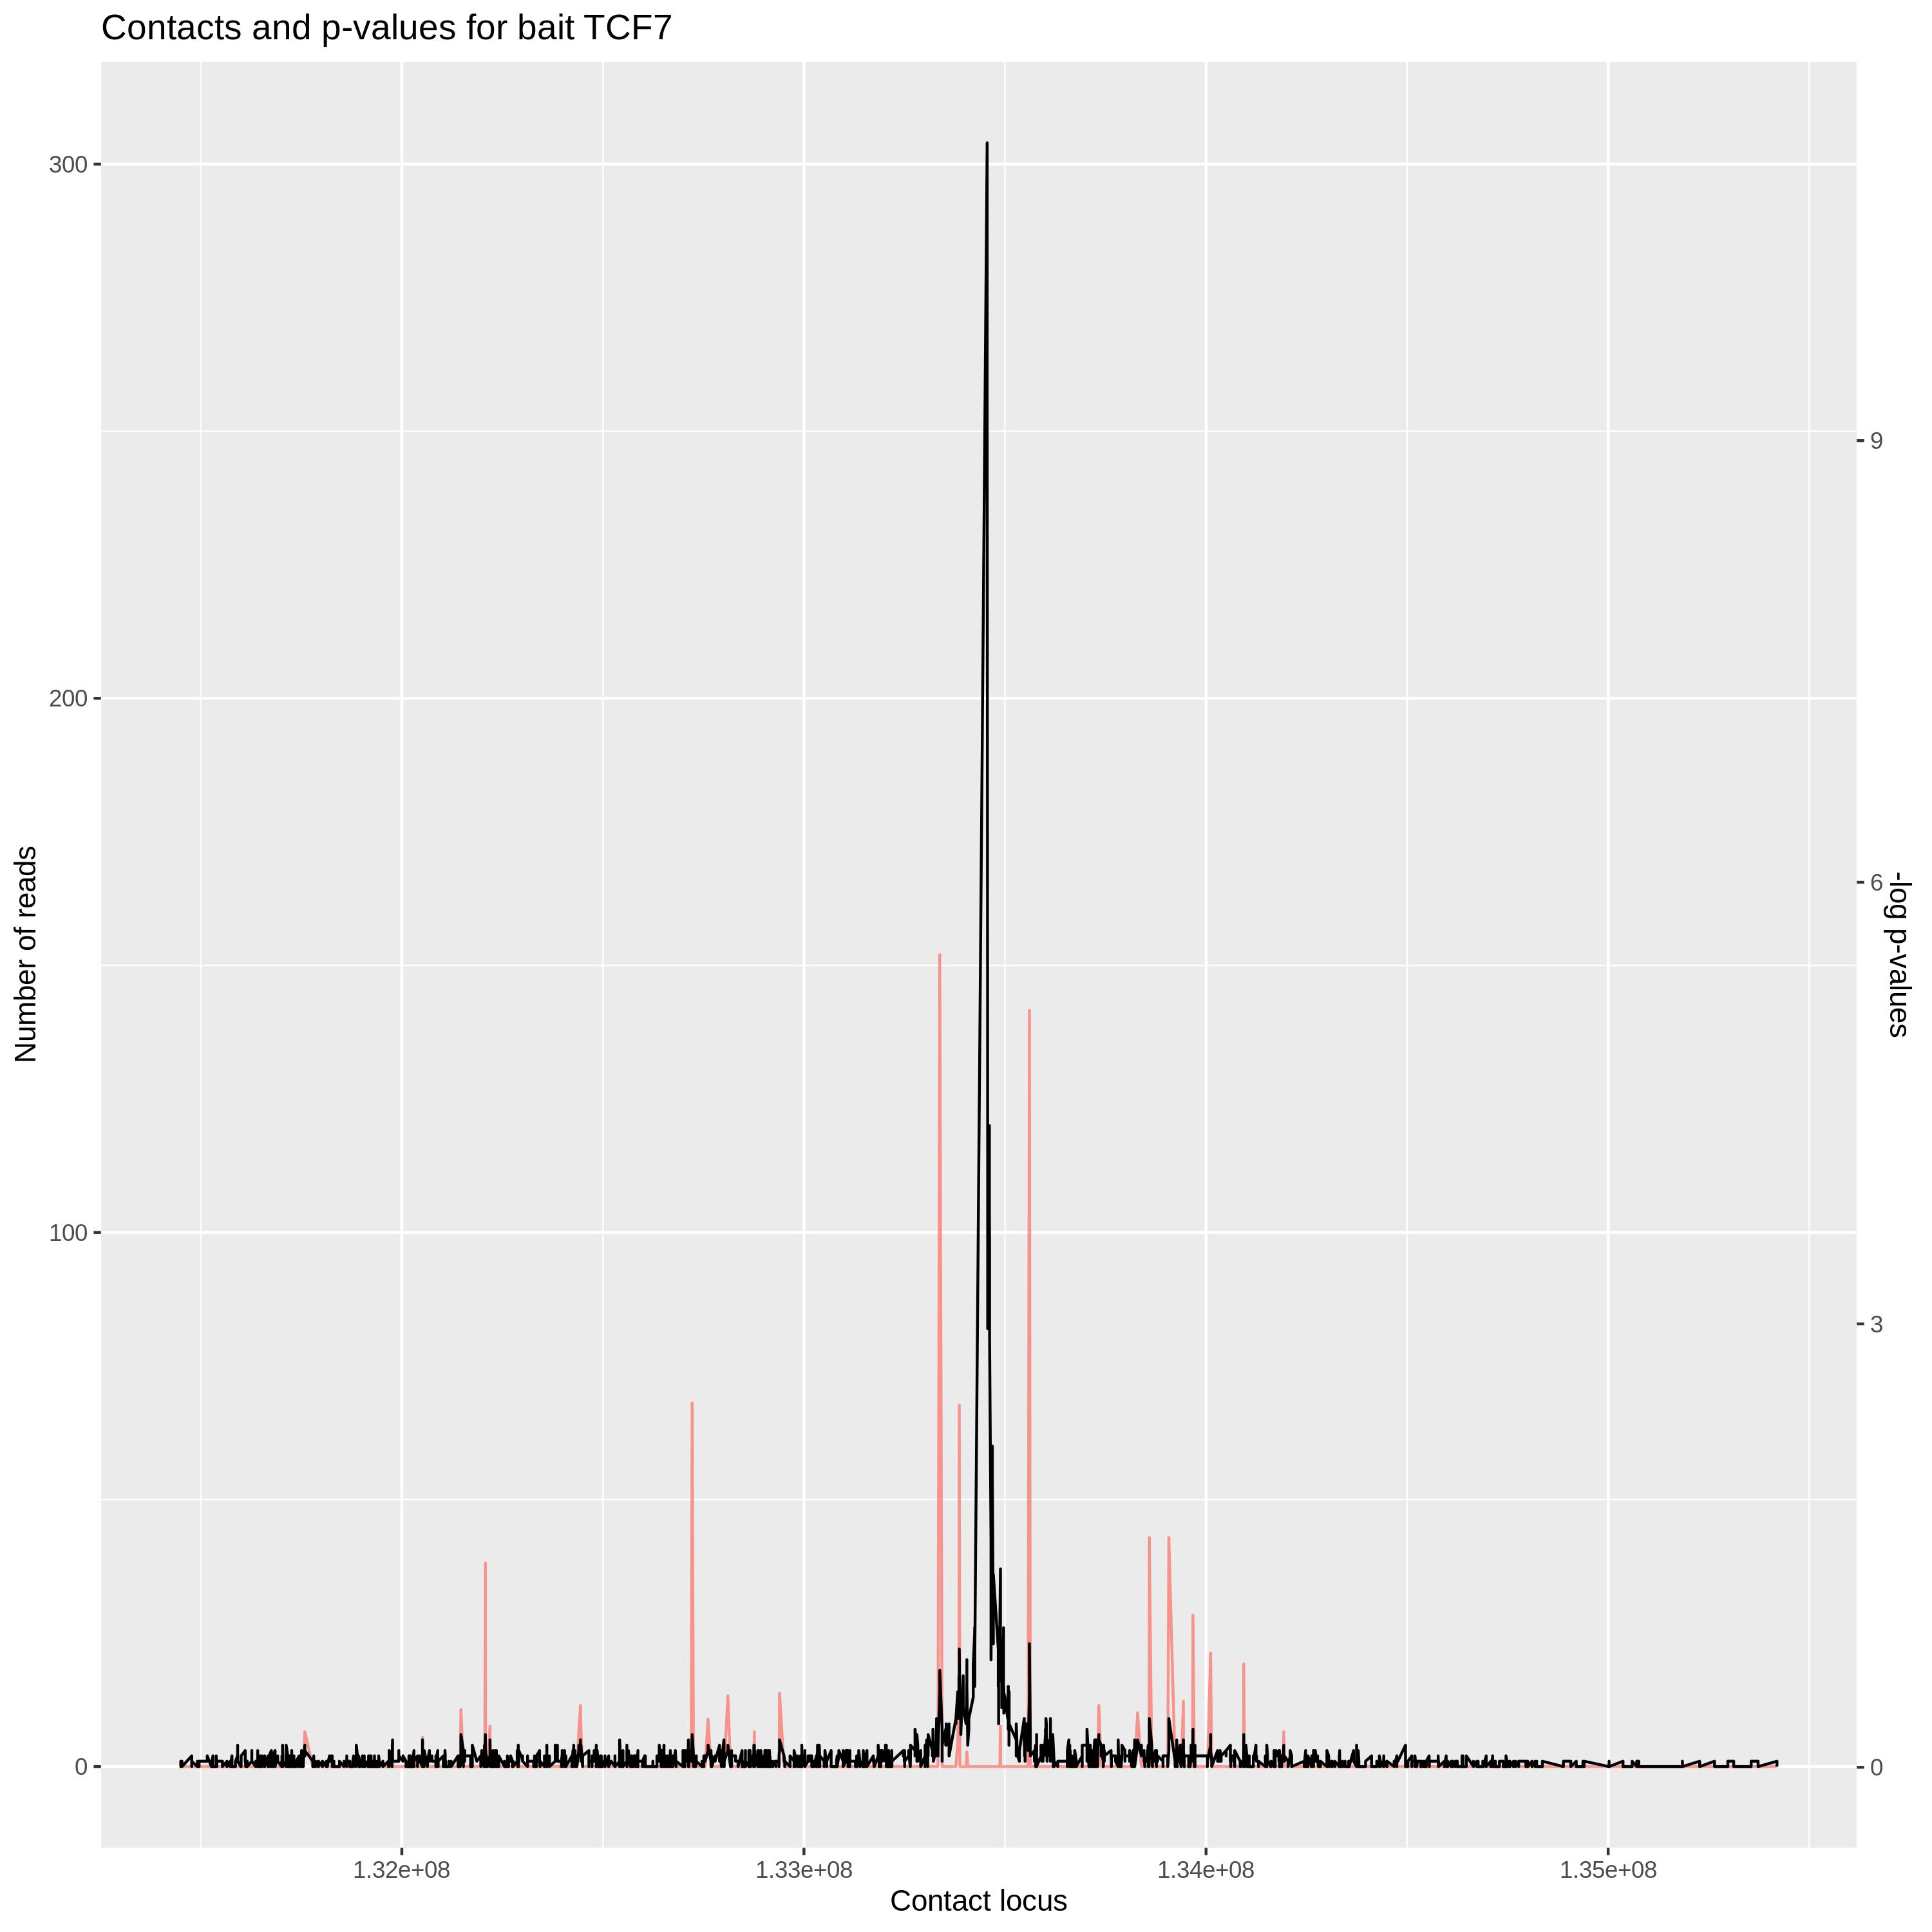 Contacts and p-values for bait TCF7
300
200
100
0
Number of reads
9
6
3
0
-log p-values
1.32e+08
1.33e+08
1.34e+08
1.35e+08
Contact locus